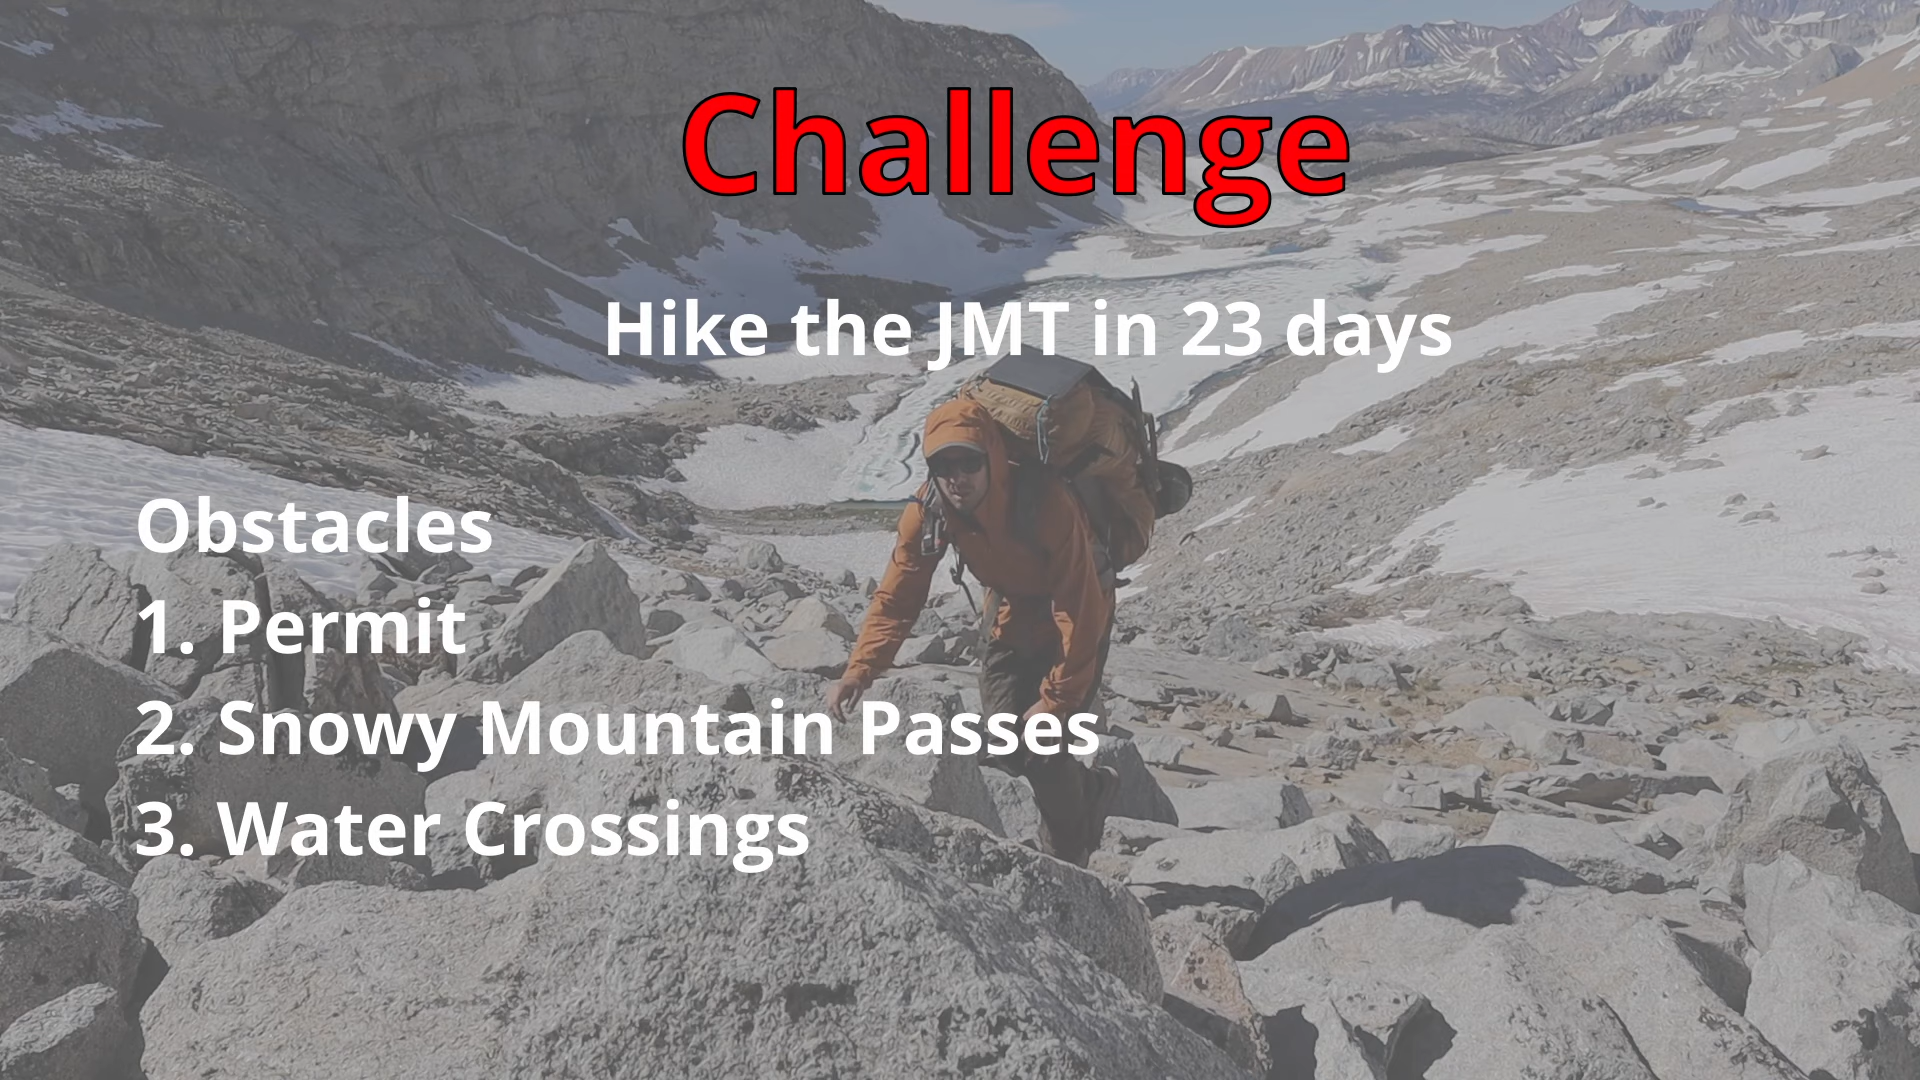 Challenge
Hike the JMT in 23 days
Obstacles
1. Permit
2. Snowy Mountain Passes
3. Water Crossings